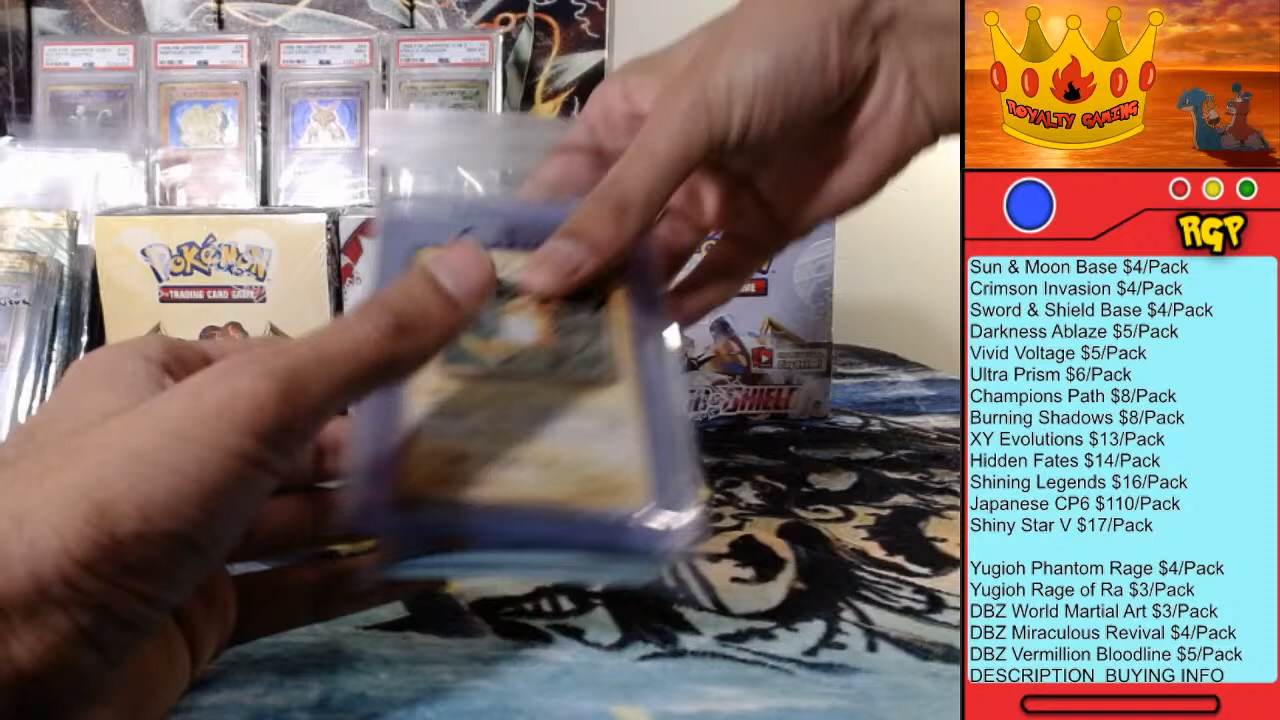 POKéMON
TRADING CARD GAME
SHIELD
ROYALTY GAMING
RGP
Sun & Moon Base $4/Pack
Crimson Invasion $4/Pack
Sword & Shield Base $4/Pack
Darkness Ablaze $5/Pack
Vivid Voltage $5/Pack
Ultra Prism $6/Pack
Champions Path $8/Pack
Burning Shadows $8/Pack
XY Evolutions $13/Pack
Hidden Fates $14/Pack
Shining Legends $16/Pack
Japanese CP6 $110/Pack
Shiny Star V $17/Pack
Yugioh Phantom Rage $4/Pack
Yugioh Rage of Ra $3/Pack
DBZ World Martial Art $3/Pack
DBZ Miraculous Revival $4/Pack
DBZ Vermillion Bloodline $5/Pack
DESCRIPTION BUYING INFO